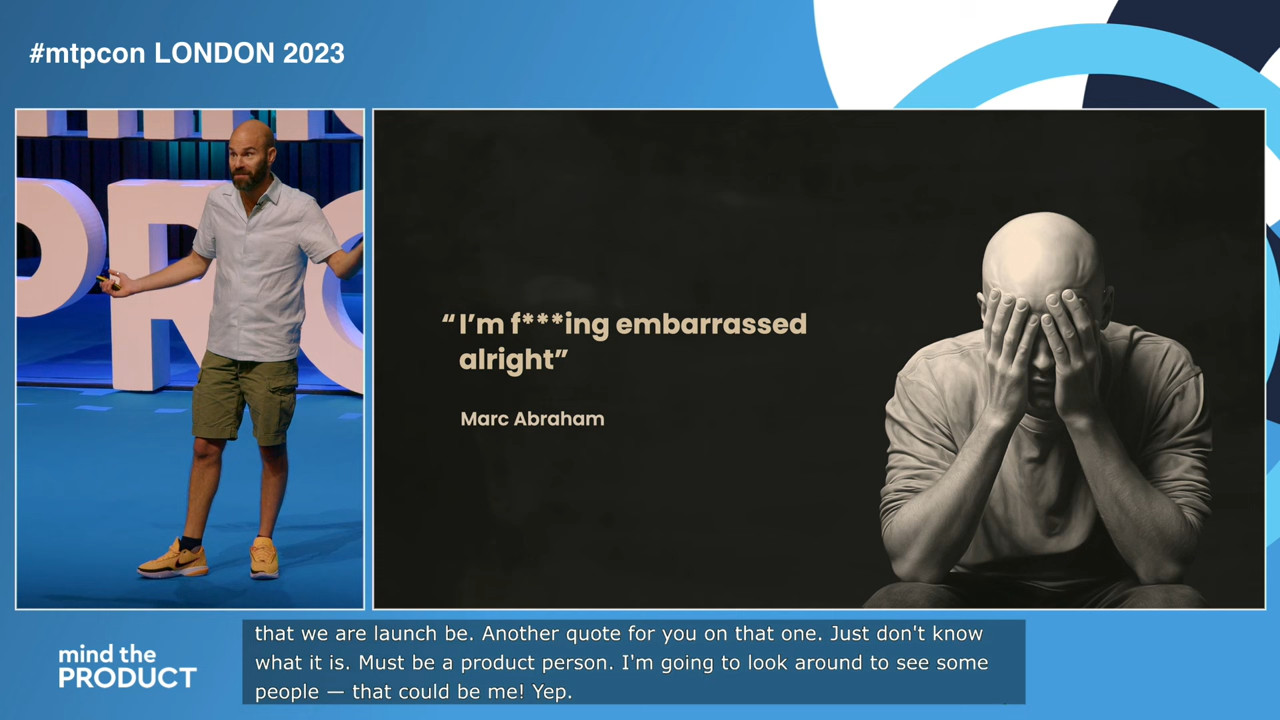 #mtpcon LONDON 2023
“I’m f***ing embarrassed
alright”
Marc Abraham
mind the
PRODUCT
that we are launch be. Another quote for you on that one. Just don't know
what it is. Must be a product person. I'm going to look around to see some
people — that could be me! Yep.